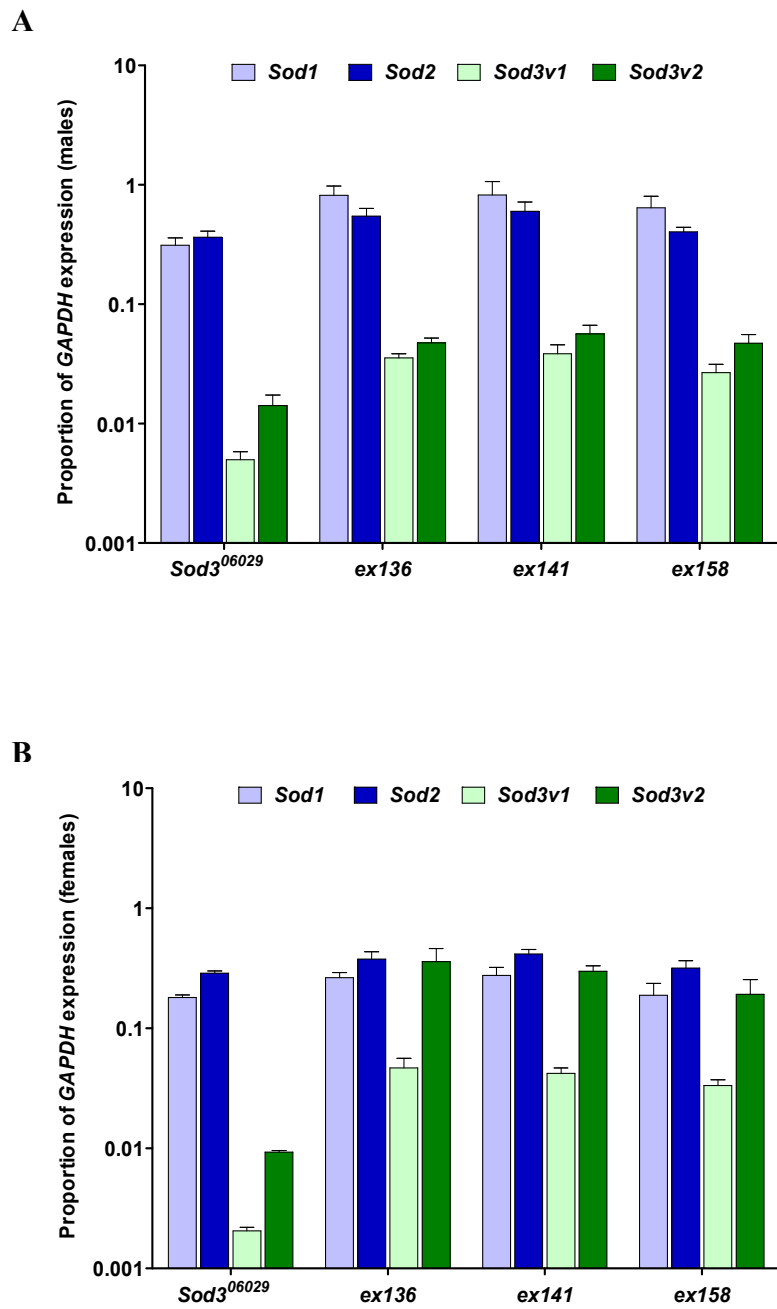 A
Sod1 Sod2 Sod3v1 Sod3v2
Proportion of GAPDH expression (males)
10
1
0.1
0.01
0.001
Sod3^06029 ex136 ex141 ex158
B
Sod1 Sod2 Sod3v1 Sod3v2
Proportion of GAPDH expression (females)
10
1
0.1
0.01
0.001
Sod3^06029 ex136 ex141 ex158